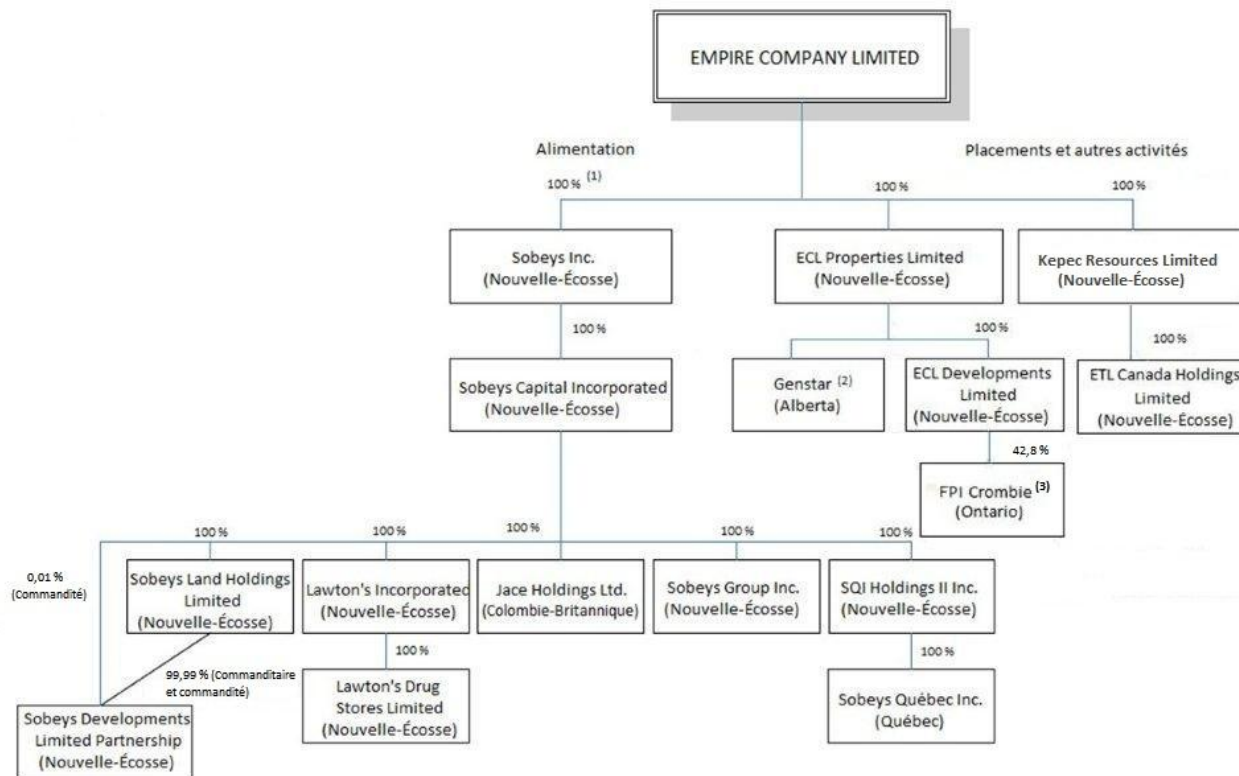 EMPIRE COMPANY LIMITED
Alimentation
Placements et autres activités
100 % (1)
100 %
100 %
Sobeys Inc.
(Nouvelle-Écosse)
ECL Properties Limited
(Nouvelle-Écosse)
Kepec Resources Limited
(Nouvelle-Écosse)
100 %
100 %
100 %
Sobeys Capital Incorporated
(Nouvelle-Écosse)
Genstar (2)
(Alberta)
ECL Developments
Limited
(Nouvelle-Écosse)
ETL Canada Holdings
Limited
(Nouvelle-Écosse)
42,8 %
FPI Crombie (3)
(Ontario)
100 %
100 %
100 %
100 %
100 %
0,01 %
(Commandité)
Sobeys Land Holdings
Limited
(Nouvelle-Écosse)
Lawton's Incorporated
(Nouvelle-Écosse)
Jace Holdings Ltd.
(Colombie-Britannique)
Sobeys Group Inc.
(Nouvelle-Écosse)
SQI Holdings II Inc.
(Nouvelle-Écosse)
99,99 % (Commanditaire
et commandité)
100 %
100 %
Sobeys Developments
Limited Partnership
(Nouvelle-Écosse)
Lawton's Drug
Stores Limited
(Nouvelle-Écosse)
Sobeys Québec Inc.
(Québec)